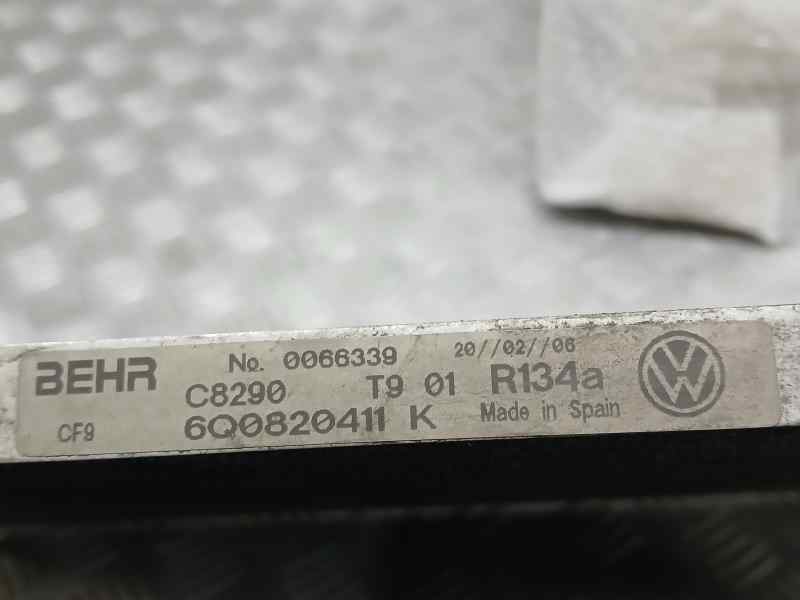 BEHR No. 0066339 20//02//06
C8290 T9 01 R134a
CF9 6Q0820411 K Made in Spain